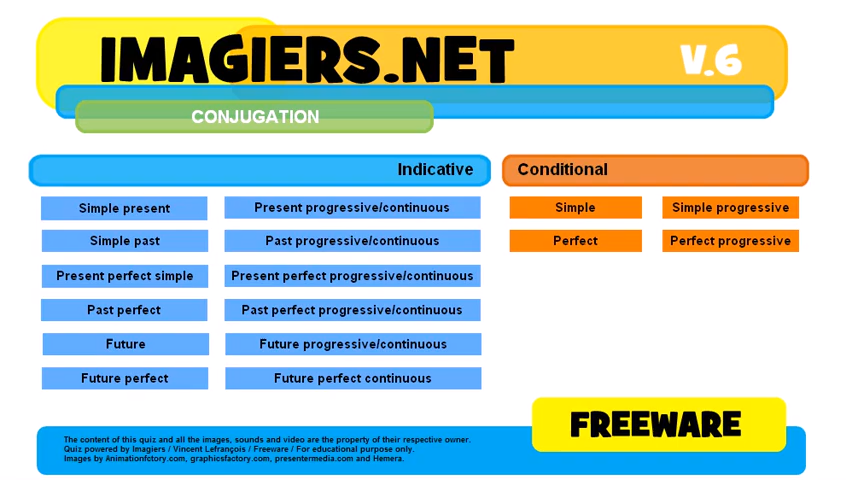 IMAGIERS.NET
V.6
CONJUGATION
Indicative
Conditional
Simple present
Present progressive/continuous
Simple
Simple progressive
Simple past
Past progressive/continuous
Perfect
Perfect progressive
Present perfect simple
Present perfect progressive/continuous
Past perfect
Past perfect progressive/continuous
Future
Future progressive/continuous
Future perfect
Future perfect continuous
FREEWARE
The content of this quiz and all the images, sounds and video are the property of their respective owner.
Quiz powered by Imagiers / Vincent Lefrançois / Freeware / For educational purpose only.
Images by Animationfctory.com, graphicsfactory.com, presentermedia.com and Hemera.